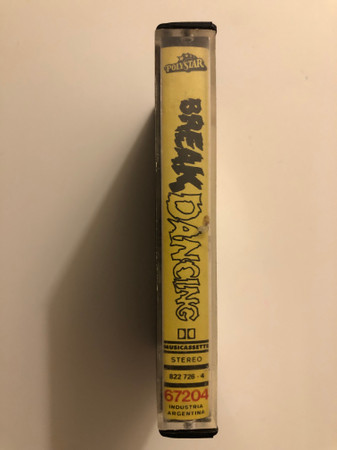 POLYSTAR
BREAK DANCING
MUSICASSETTE
STEREO
822 726-4
67204
INDUSTRIA
ARGENTINA